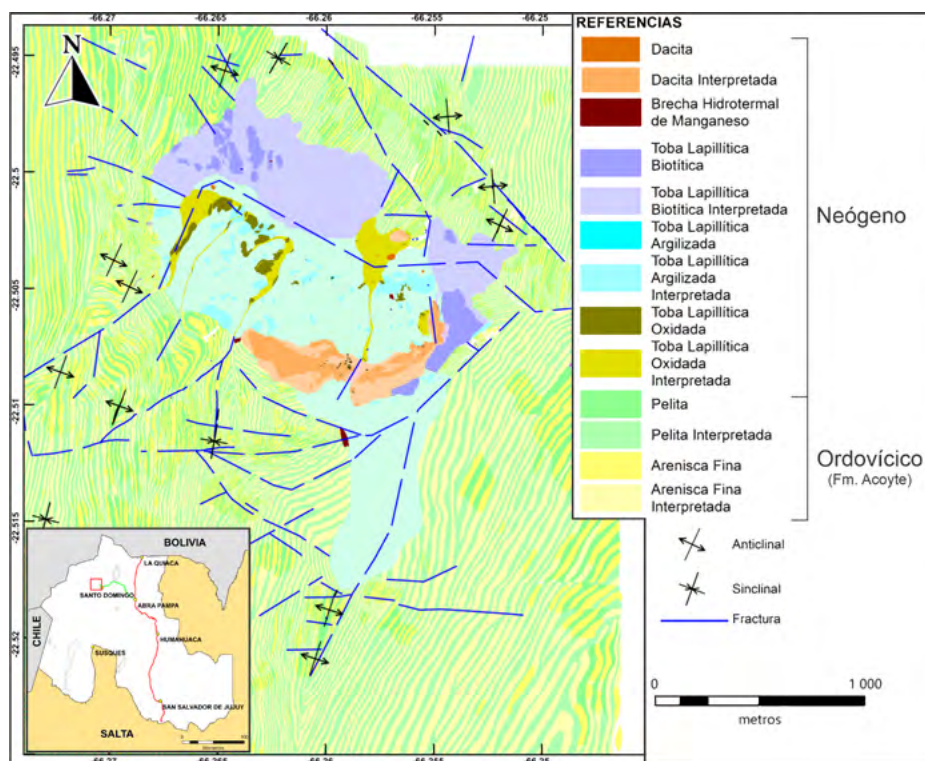 -66.27
-66.265
-66.26
-66.255
-66.25
-22.495
-22.5
-22.505
-22.51
-22.515
-22.52
N
REFERENCIAS
Dacita
Dacita Interpretada
Brecha Hidrotermal
de Manganeso
Toba Lapillítica
Biotítica
Toba Lapillítica
Biotítica Interpretada
Toba Lapillítica
Argilizada
Toba Lapillítica
Argilizada
Interpretada
Toba Lapillítica
Oxidada
Toba Lapillítica
Oxidada
Interpretada
Pelita
Pelita Interpretada
Arenisca Fina
Arenisca Fina
Interpretada
Neógeno
Ordovícico
(Fm. Acoyte)
Anticlinal
Sinclinal
Fractura
0
1 000
metros
BOLIVIA
LA QUIACA
SANTO DOMINGO
ABRA PAMPA
CHILE
HUMAHUACA
SUSQUES
SAN SALVADOR DE JUJUY
SALTA
-66.27
-66.265
-66.26
-66.255
-66.25